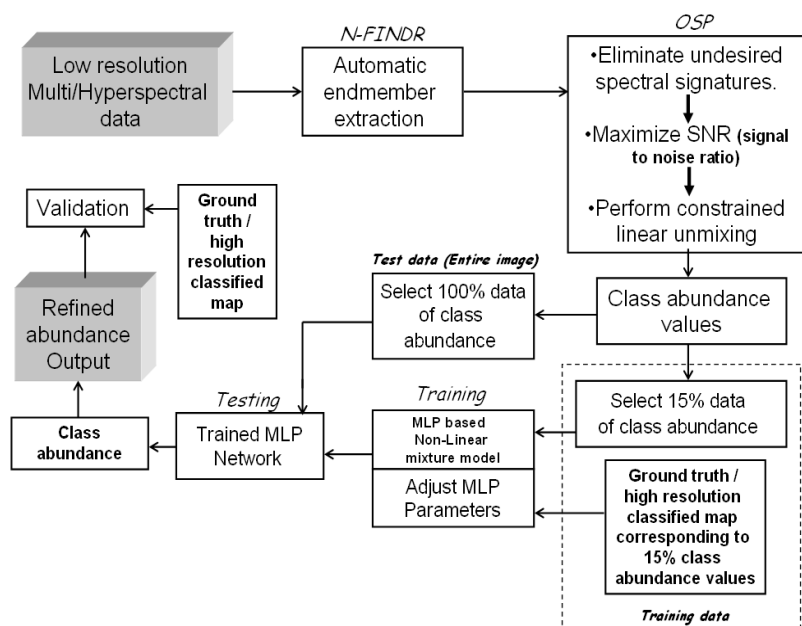 N-FINDR
OSP
Low resolution
Multi/Hyperspectral
data
Automatic
endmember
extraction
•Eliminate undesired
spectral signatures.
•Maximize SNR (signal
to noise ratio)
•Perform constrained
linear unmixing
Validation
Ground
truth /
high
resolution
classified
map
Test data (Entire image)
Select 100% data
of class
abundance
Class abundance
values
Refined
abundance
Output
Testing
Training
Select 15% data
of class abundance
Class
abundance
Trained MLP
Network
MLP based
Non-Linear
mixture model
Adjust MLP
Parameters
Ground truth /
high resolution
classified map
corresponding to
15% class
abundance values
Training data